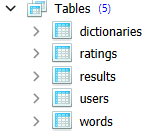 Tables (5)
dictionaries
ratings
results
users
words